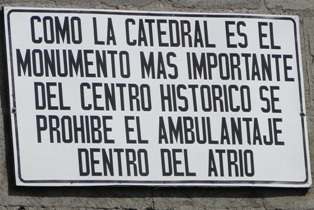 COMO LA CATEDRAL ES EL
MONUMENTO MAS IMPORTANTE
DEL CENTRO HISTORICO SE
PROHIBE EL AMBULANTAJE
DENTRO DEL ATRIO